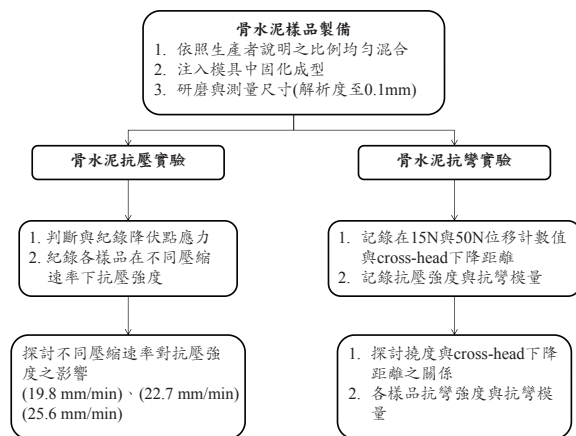 骨水泥樣品製備
1. 依照生產者說明之比例均勻混合
2. 注入模具中固化成型
3. 研磨與測量尺寸(解析度至0.1mm)
骨水泥抗壓實驗
骨水泥抗彎實驗
1. 判斷與紀錄降伏點應力
2. 紀錄各樣品在不同壓縮
速率下抗壓強度
1. 記錄在15N與50N位移計數值
與cross-head下降距離
2. 記錄抗壓強度與抗彎模量
探討不同壓縮速率對抗壓強
度之影響
(19.8 mm/min)、(22.7 mm/min)
(25.6 mm/min)
1. 探討撓度與cross-head下降
距離之關係
2. 各樣品抗彎強度與抗彎模
量